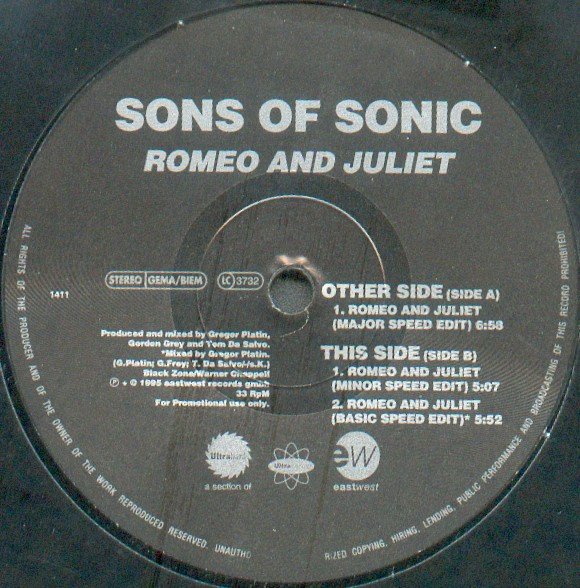 SONS OF SONIC
ROMEO AND JULIET
STEREO GEMA/BIEM LC 3732
1411
Produced and mixed by Gregor Platin,
Gordon Grey and Tom Da Salvo.
*Mixed by Gregor Platin.
(G.Platin; G.Frey; T. Da Salvo/-/s.K.)
Black Zone/Warner Chappell
℗ + © 1995 eastwest records gmbh
33 RpM
For Promotional use only.
OTHER SIDE (SIDE A)
1. ROMEO AND JULIET
(MAJOR SPEED EDIT) 6:58
THIS SIDE (SIDE B)
1. ROMEO AND JULIET
(MINOR SPEED EDIT) 5:07
2. ROMEO AND JULIET
(BASIC SPEED EDIT)* 5:52
a section of
ew
eastwest
ALL RIGHTS OF THE PRODUCER AND OF THE OWNER OF THE WORK REPRODUCED RESERVED. UNAUTHO RIZED COPYING, HIRING, LENDING, PUBLIC PERFORMANCE AND BROADCASTING OF THIS RECORD PROHIBITED!